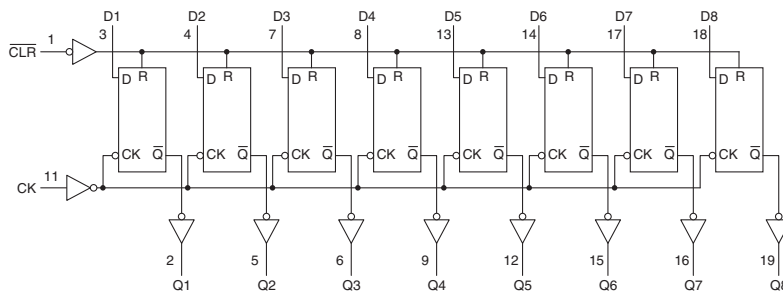 D1 D2 D3 D4 D5 D6 D7 D8
3 4 7 8 13 14 17 18
CLR 1
D R D R D R D R D R D R D R D R
CK Q CK Q CK Q CK Q CK Q CK Q CK Q CK Q
CK 11
2 5 6 9 12 15 16 19
Q1 Q2 Q3 Q4 Q5 Q6 Q7